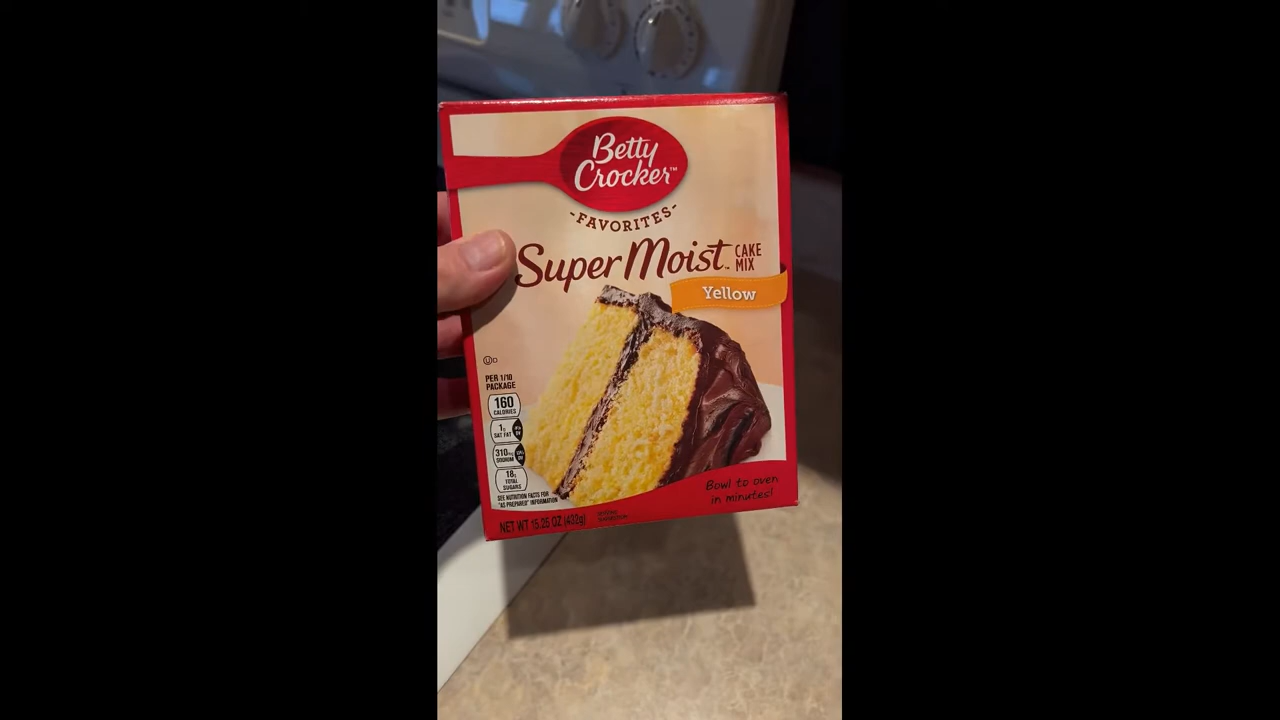 Betty
Crocker™
-FAVORITES-
Super Moist™ CAKE MIX
Yellow
PER 1/10
PACKAGE
160
CALORIES
1g
SAT FAT
310mg
SODIUM
18g
TOTAL
SUGARS
SEE NUTRITION FACTS FOR
"AS PREPARED" INFORMATION
Bowl to oven
in minutes!
NET WT 15.25 OZ (432g)